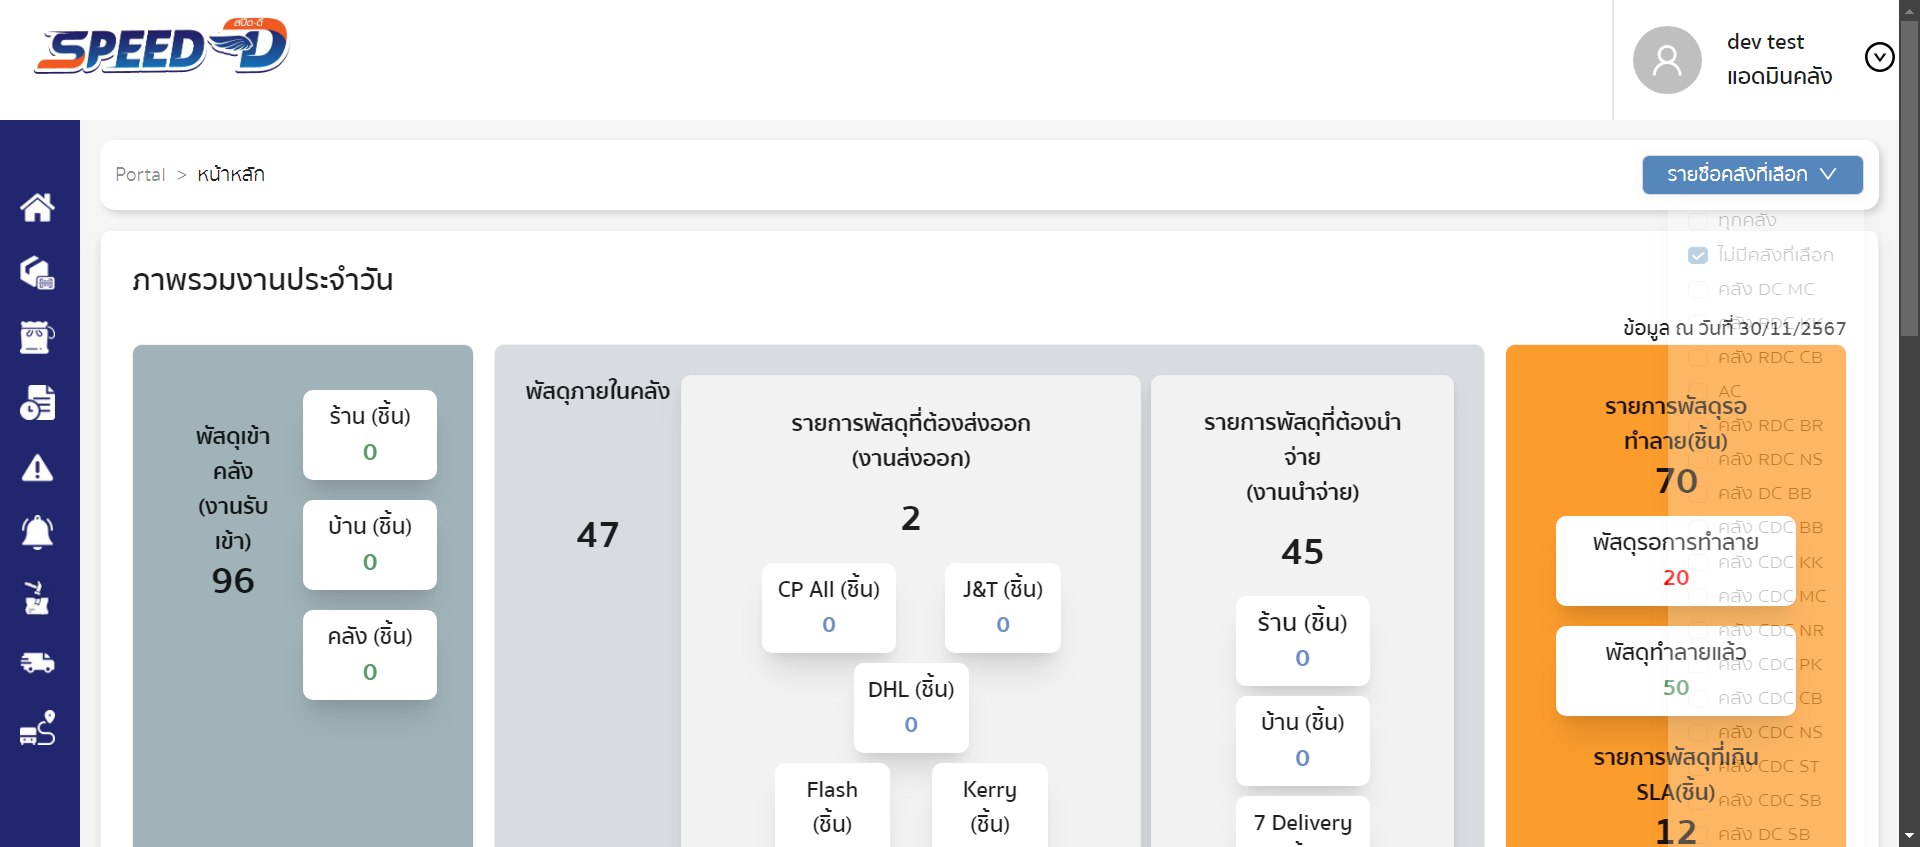 สปีด-ดี
SPEED-D
dev test
แอดมินคลัง
Portal > หน้าหลัก
รายชื่อคลังที่เลือก
ทุกคลัง
ไม่มีคลังที่เลือก
คลัง DC MC
คลัง RDC KK
คลัง RDC CB
AC
คลัง RDC BR
คลัง RDC NS
คลัง DC BB
คลัง CDC BB
คลัง CDC KK
คลัง CDC MC
คลัง CDC NR
คลัง CDC PK
คลัง CDC CB
คลัง CDC NS
คลัง CDC ST
คลัง CDC SB
คลัง DC SB
ภาพรวมงานประจำวัน
ข้อมูล ณ วันที่ 30/11/2567
พัสดุเข้า
คลัง
(งานรับ
เข้า)
96
ร้าน (ชิ้น)
0
บ้าน (ชิ้น)
0
คลัง (ชิ้น)
0
พัสดุภายในคลัง
47
รายการพัสดุที่ต้องส่งออก
(งานส่งออก)
2
CP All (ชิ้น)
0
J&T (ชิ้น)
0
DHL (ชิ้น)
0
Flash
(ชิ้น)
Kerry
(ชิ้น)
รายการพัสดุที่ต้องนำ
จ่าย
(งานนำจ่าย)
45
ร้าน (ชิ้น)
0
บ้าน (ชิ้น)
0
7 Delivery
รายการพัสดุรอ
ทำลาย(ชิ้น)
70
พัสดุรอการทำลาย
20
พัสดุทำลายแล้ว
50
รายการพัสดุที่เกิน
SLA(ชิ้น)
12